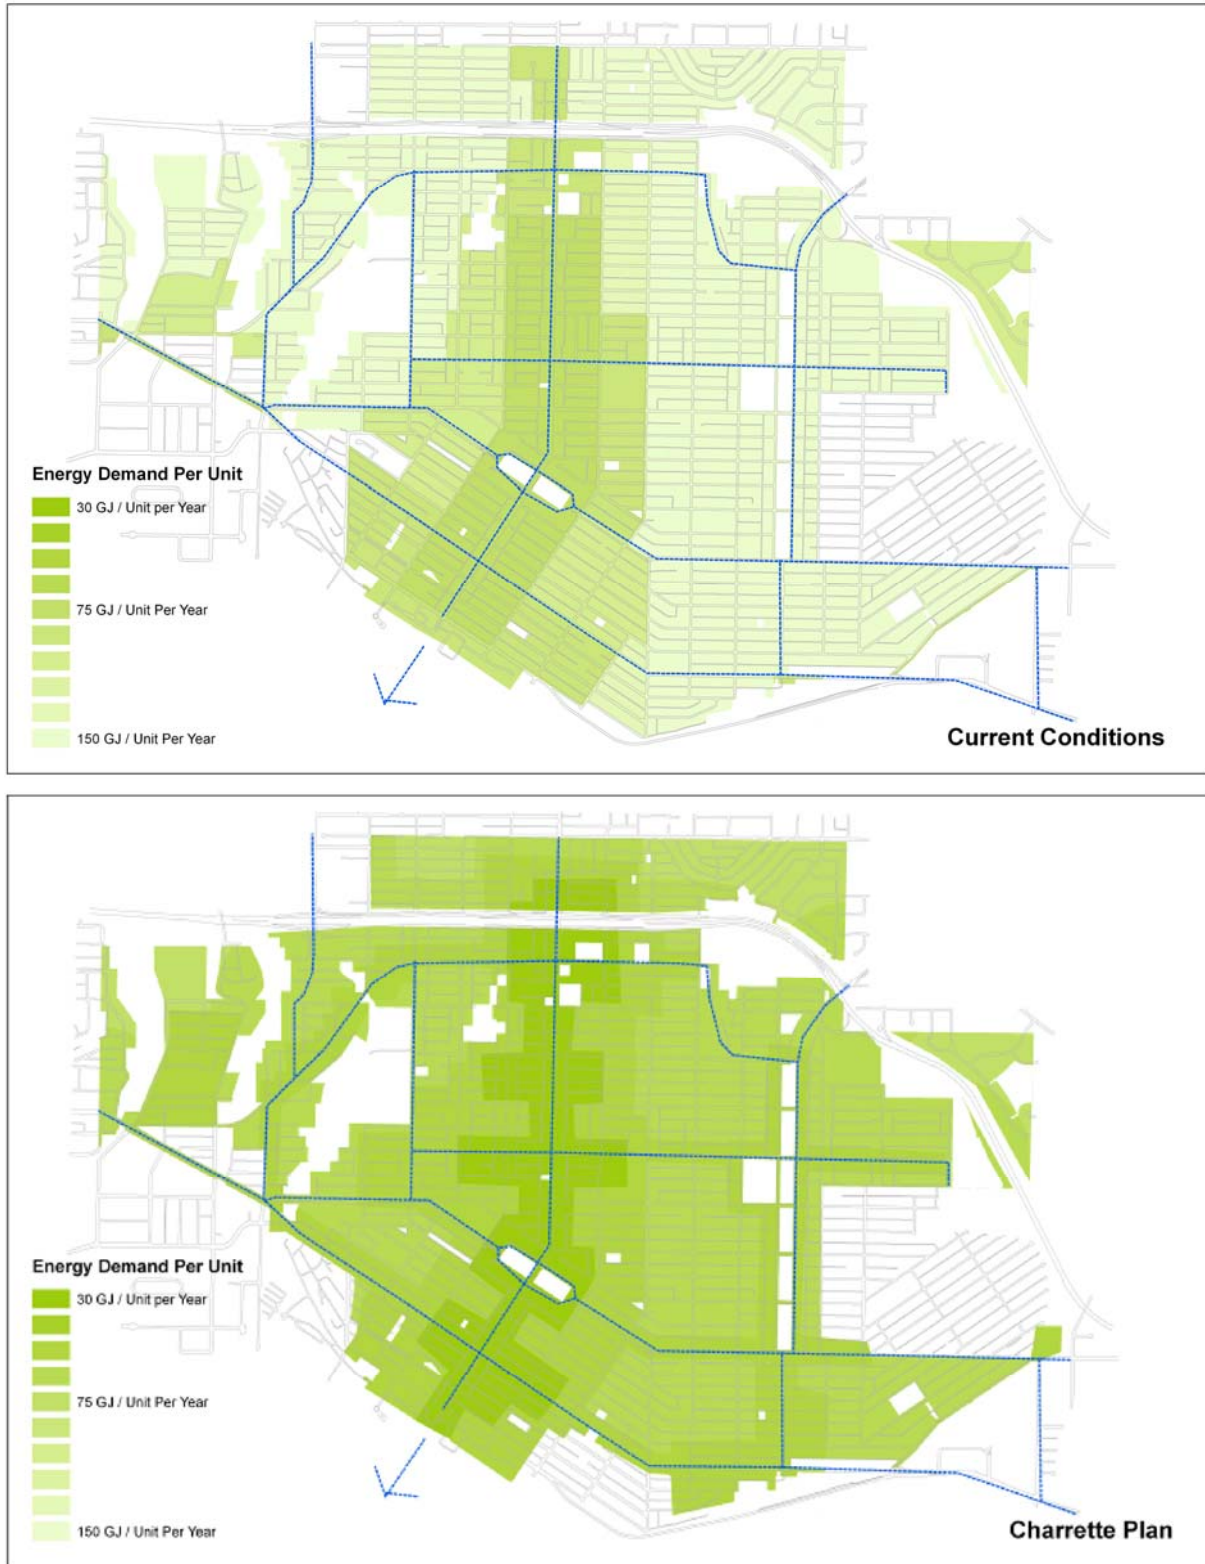 Energy Demand Per Unit
30 GJ / Unit per Year
75 GJ / Unit Per Year
150 GJ / Unit Per Year
Current Conditions
Energy Demand Per Unit
30 GJ / Unit per Year
75 GJ / Unit Per Year
150 GJ / Unit Per Year
Charrette Plan